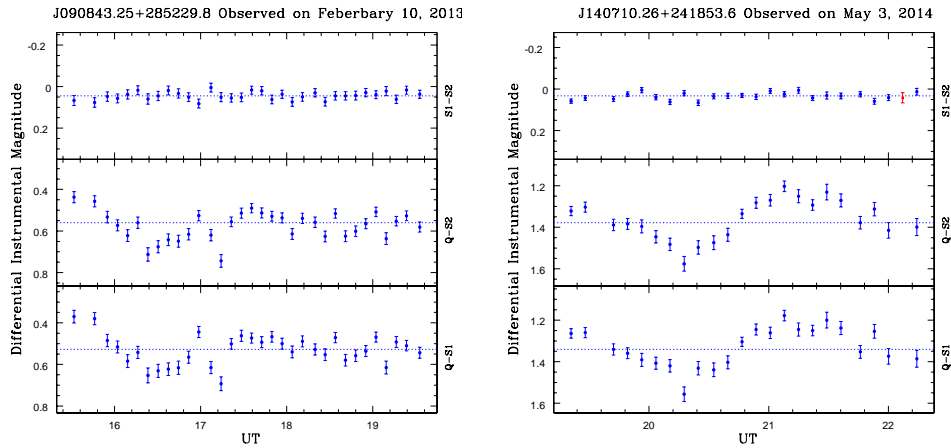 J090843.25+285229.8 Observed on Feberbary 10, 2013
-0.2
0
0.2
S1-S2
0.4
0.6
0.8
Q-S2
0.4
0.6
0.8
Q-S1
Differential Instrumental Magnitude
16
17
18
19
UT
J140710.26+241853.6 Observed on May 3, 2014
-0.2
0
0.2
S1-S2
1.2
1.4
1.6
Q-S2
1.2
1.4
1.6
Q-S1
Differential Instrumental Magnitude
20
21
22
UT